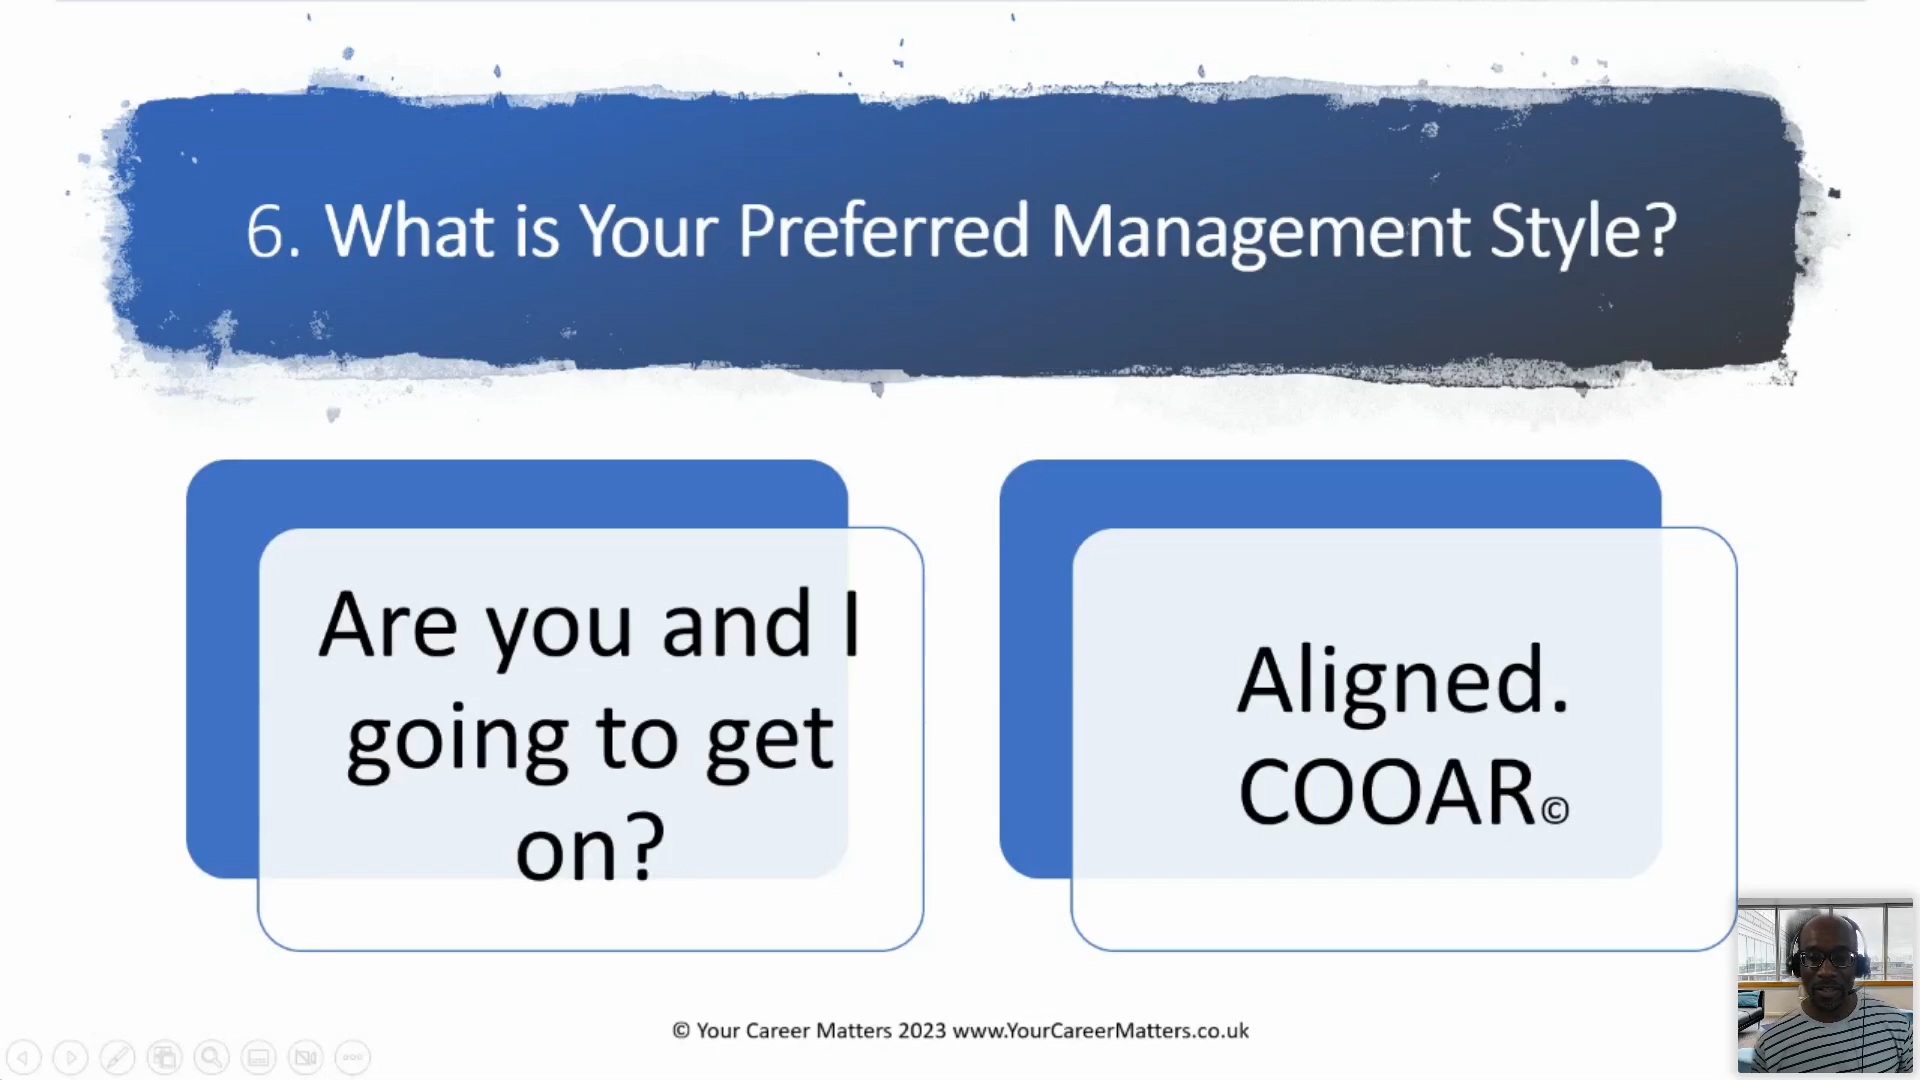 6. What is Your Preferred Management Style?
Are you and I
going to get
on?
Aligned.
COOAR©
© Your Career Matters 2023 www.YourCareerMatters.co.uk